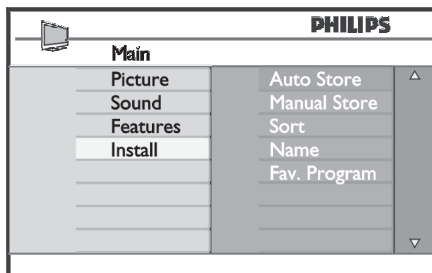 PHILIPS
Main
Picture
Sound
Features
Install
Auto Store
Manual Store
Sort
Name
Fav. Program